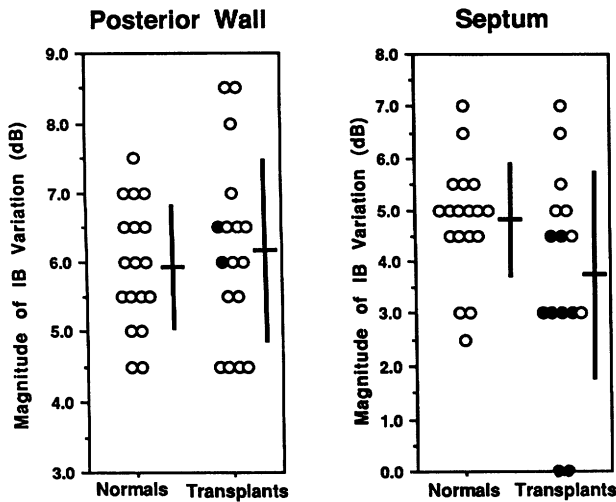 Posterior Wall
Magnitude of IB Variation (dB)
9.0
8.0
7.0
6.0
5.0
4.0
3.0
Normals Transplants
Septum
Magnitude of IB Variation (dB)
8.0
7.0
6.0
5.0
4.0
3.0
2.0
1.0
0.0
Normals Transplants